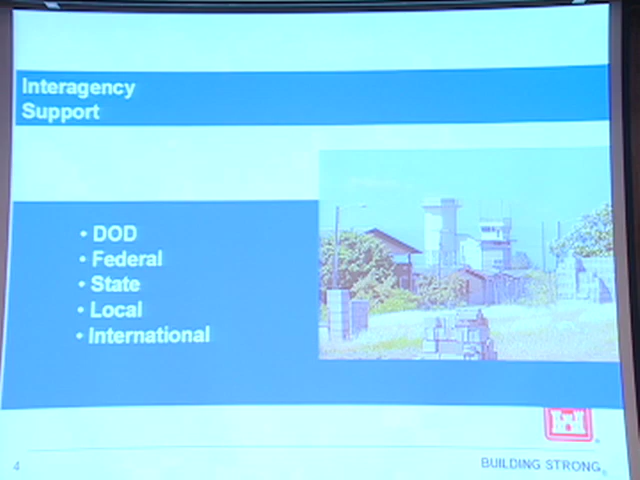 Interagency
Support
• DOD
• Federal
• State
• Local
• International
4
BUILDING STRONG®